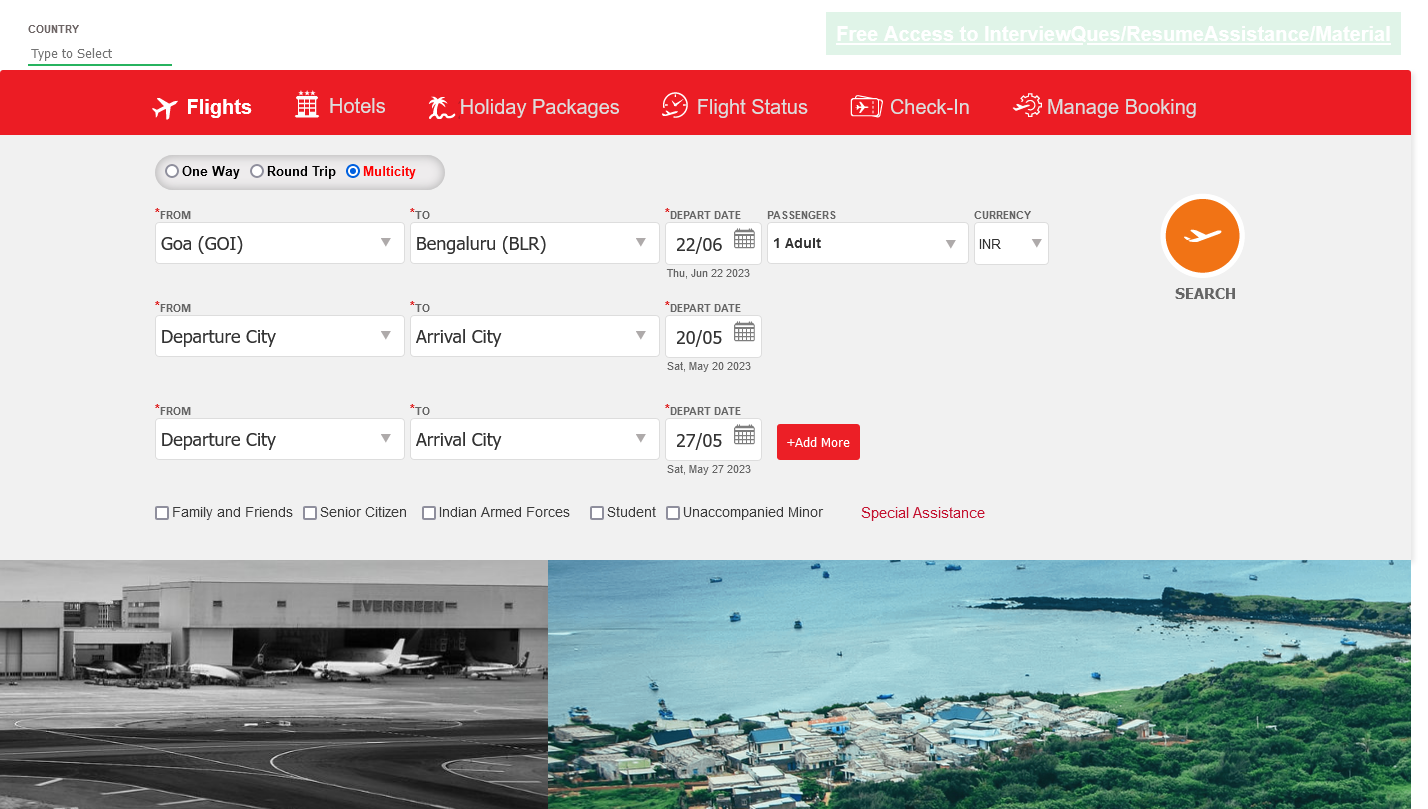 COUNTRY
Type to Select
Free Access to InterviewQues/ResumeAssistance/Material
Flights Hotels Holiday Packages Flight Status Check-In Manage Booking
One Way Round Trip Multicity
*FROM *TO *DEPART DATE PASSENGERS CURRENCY
Goa (GOI) Bengaluru (BLR) 22/06 1 Adult INR
Thu, Jun 22 2023
SEARCH
*FROM *TO *DEPART DATE
Departure City Arrival City 20/05
Sat, May 20 2023
*FROM *TO *DEPART DATE
Departure City Arrival City 27/05 +Add More
Sat, May 27 2023
Family and Friends Senior Citizen Indian Armed Forces Student Unaccompanied Minor Special Assistance
EVERGREEN